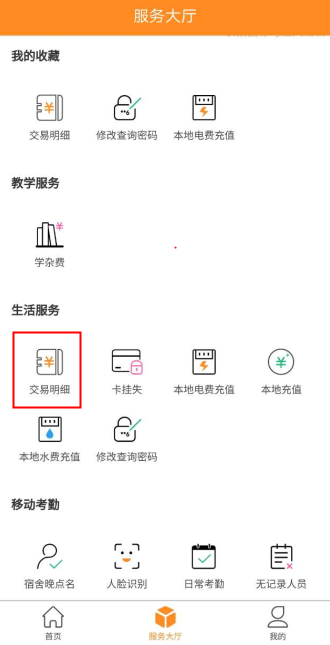 服务大厅
我的收藏
交易明细 修改查询密码 本地电费充值
教学服务
学杂费
生活服务
交易明细 卡挂失 本地电费充值 本地充值
本地水费充值 修改查询密码
移动考勤
宿舍晚点名 人脸识别 日常考勤 无记录人员
首页 服务大厅 我的